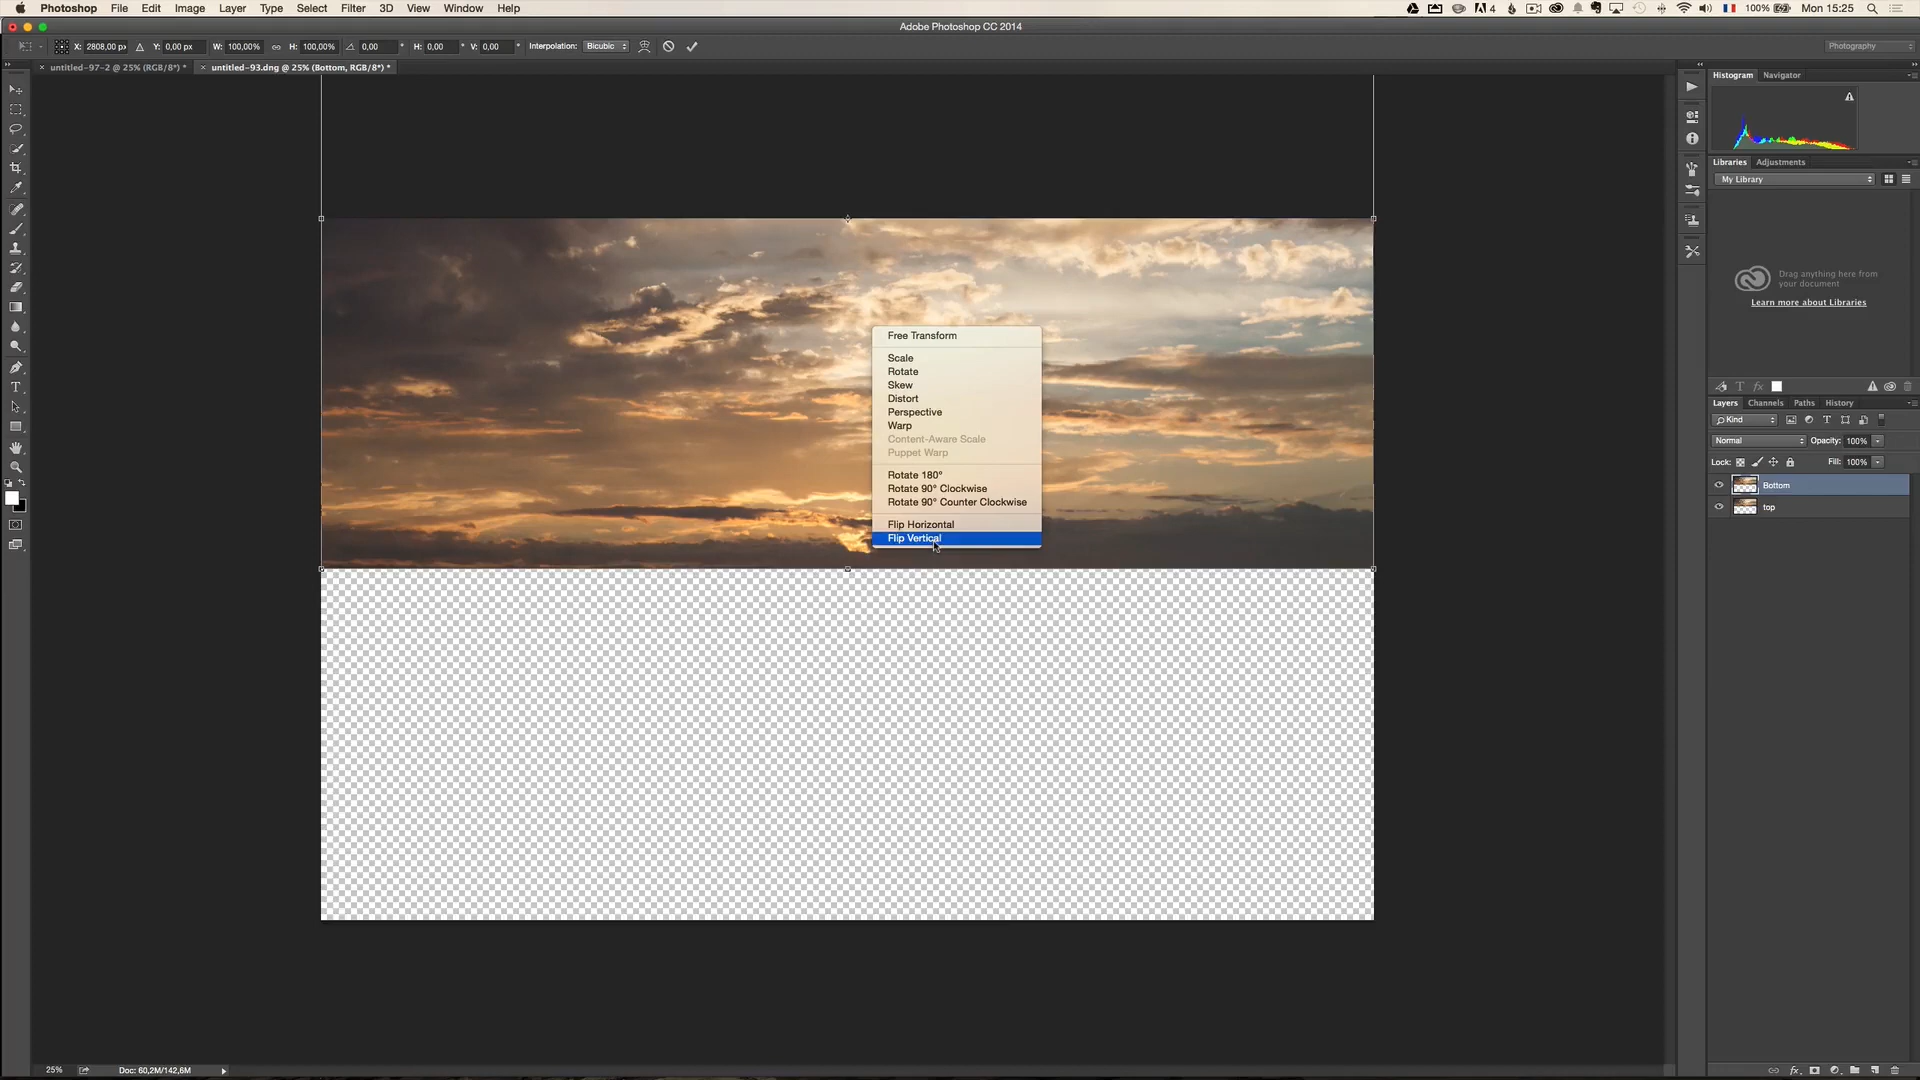 Photoshop File Edit Image Layer Type Select Filter 3D View Window Help 4 100% Mon 15:25
Adobe Photoshop CC 2014
X: 2808,00 px Y: 0,00 px W: 100,00% H: 100,00% 0,00 ° H: 0,00 ° V: 0,00 ° Interpolation: Bicubic Photography
× untitled-97-2 @ 25% (RGB/8*) * × untitled-93.dng @ 25% (Bottom, RGB/8*) *
Histogram Navigator
Libraries Adjustments
My Library
Drag anything here from
your document
Learn more about Libraries
Free Transform
Scale
Rotate
Skew
Distort
Perspective
Warp
Content-Aware Scale
Puppet Warp
Rotate 180°
Rotate 90° Clockwise
Rotate 90° Counter Clockwise
Flip Horizontal
Flip Vertical
T fx
Layers Channels Paths History
Kind
Normal Opacity: 100%
Lock: Fill: 100%
Bottom
top
25% Doc: 60,2M/142,6M
fx